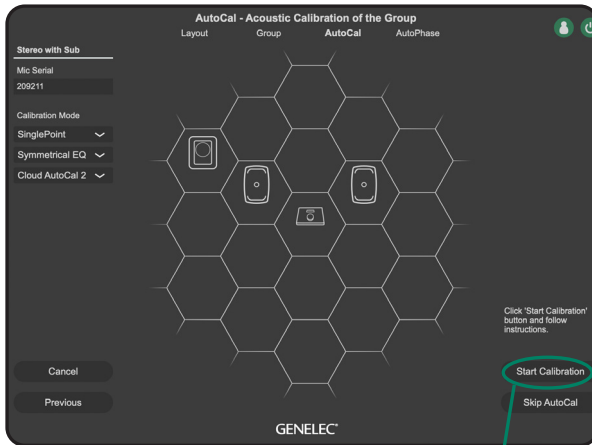 AutoCal - Acoustic Calibration of the Group
Layout Group AutoCal AutoPhase
Stereo with Sub
Mic Serial
209211
Calibration Mode
SinglePoint
Symmetrical EQ
Cloud AutoCal 2
Click 'Start Calibration'
button and follow
instructions.
Cancel
Start Calibration
Previous
Skip AutoCal
GENELEC®